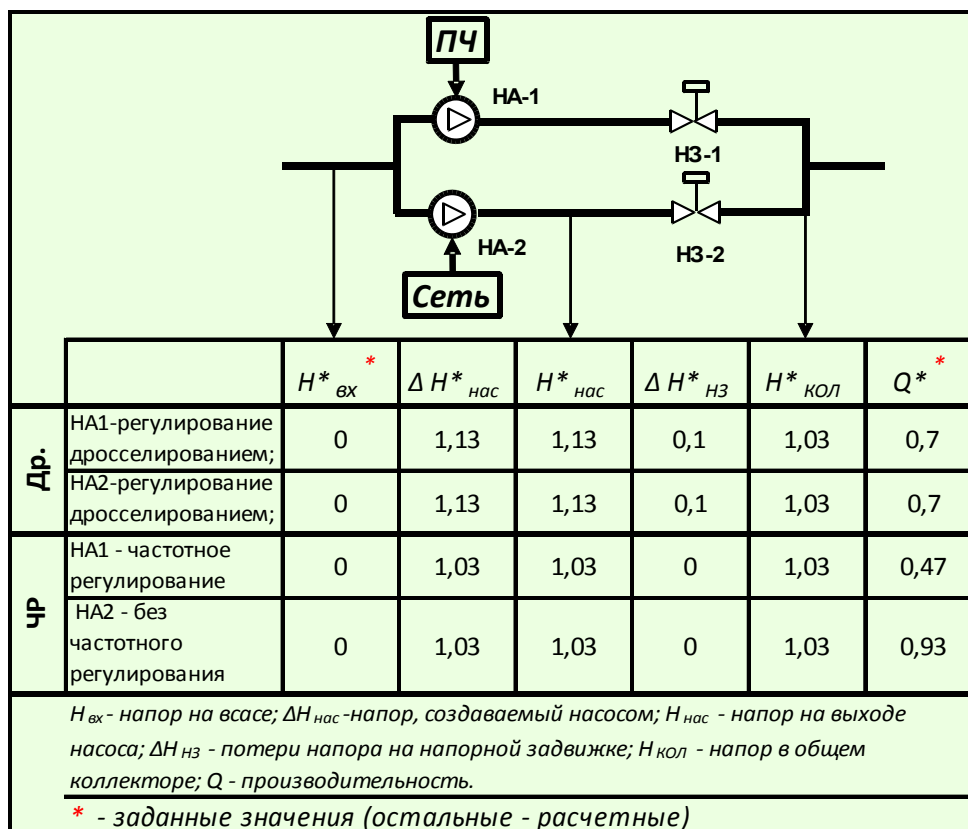 ПЧ
НА-1
НЗ-1
НА-2
НЗ-2
Сеть
H* вх * Δ H* нас H* нас Δ H* НЗ H* КОЛ Q* *
Др.
НА1-регулирование
дросселированием; 0 1,13 1,13 0,1 1,03 0,7
НА2-регулирование
дросселированием; 0 1,13 1,13 0,1 1,03 0,7
ЧР
НА1 - частотное
регулирование 0 1,03 1,03 0 1,03 0,47
НА2 - без
частотного 0 1,03 1,03 0 1,03 0,93
регулирования
H вх - напор на всасе; ΔH нас -напор, создаваемый насосом; H нас - напор на выходе
насоса; ΔH НЗ - потери напора на напорной задвижке; H КОЛ - напор в общем
коллекторе; Q - производительность.
* - заданные значения (остальные - расчетные)